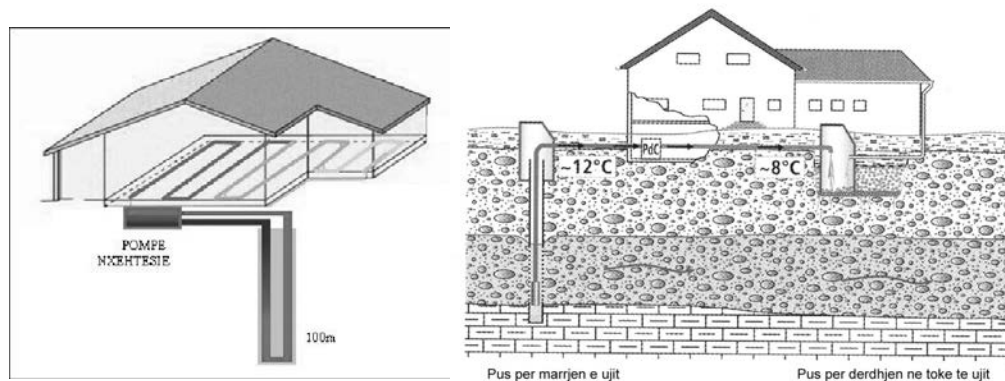 POMPE
NXEHTESIE
100m
PdC
~12°C
~8°C
Pus per marrjen e ujit
Pus per derdhjen ne toke te ujit